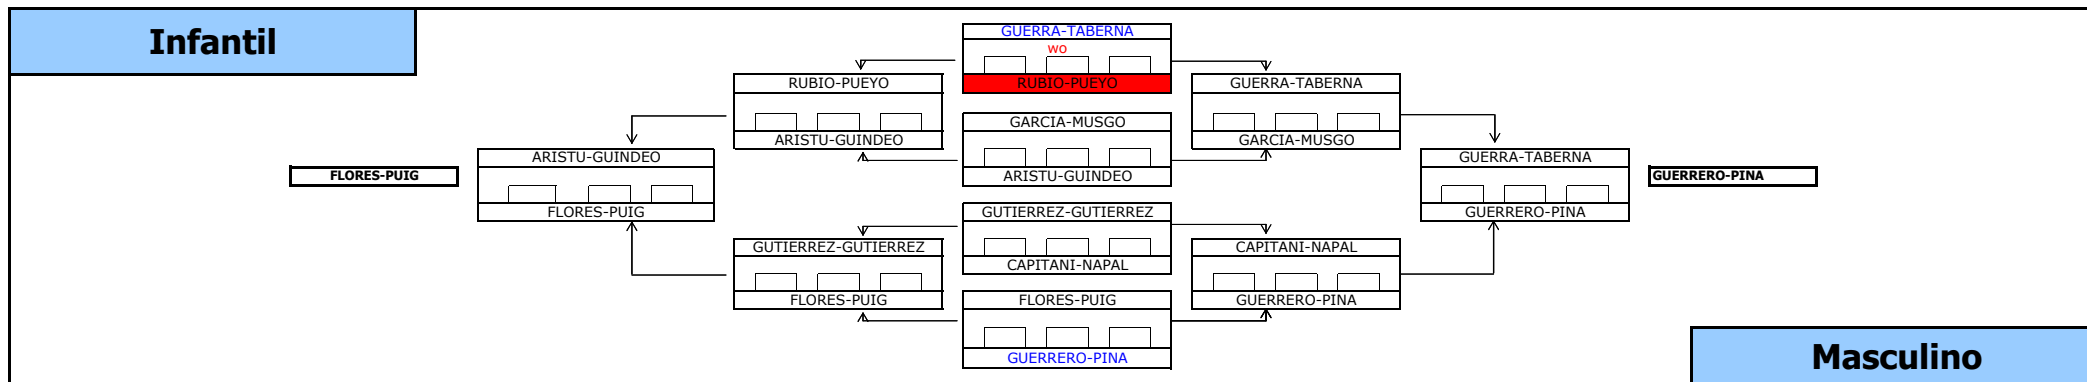 Infantil
GUERRA-TABERNA
wo
RUBIO-PUEYO
RUBIO-PUEYO
ARISTU-GUINDEO
GUERRA-TABERNA
GARCIA-MUSGO
GARCIA-MUSGO
ARISTU-GUINDEO
ARISTU-GUINDEO
FLORES-PUIG
FLORES-PUIG
GUERRA-TABERNA
GUERRERO-PINA
GUERRERO-PINA
GUTIERREZ-GUTIERREZ
CAPITANI-NAPAL
GUTIERREZ-GUTIERREZ
FLORES-PUIG
CAPITANI-NAPAL
GUERRERO-PINA
FLORES-PUIG
GUERRERO-PINA
Masculino